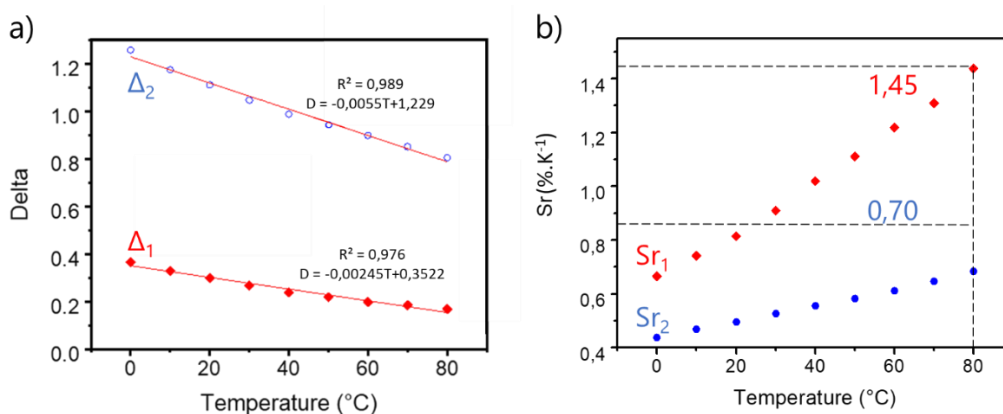 a)
Delta
1.2
1.0
0.8
0.6
0.4
0.2
0.0
Δ2
R² = 0,989
D = -0,0055T+1,229
Δ1
R² = 0,976
D = -0,00245T+0,3522
0 20 40 60 80
Temperature (°C)
b)
Sr(%.K⁻¹)
1,6
1,4
1,2
1,0
0,8
0,6
0,4
1,45
0,70
Sr1
Sr2
0 20 40 60 80
Temperature (°C)